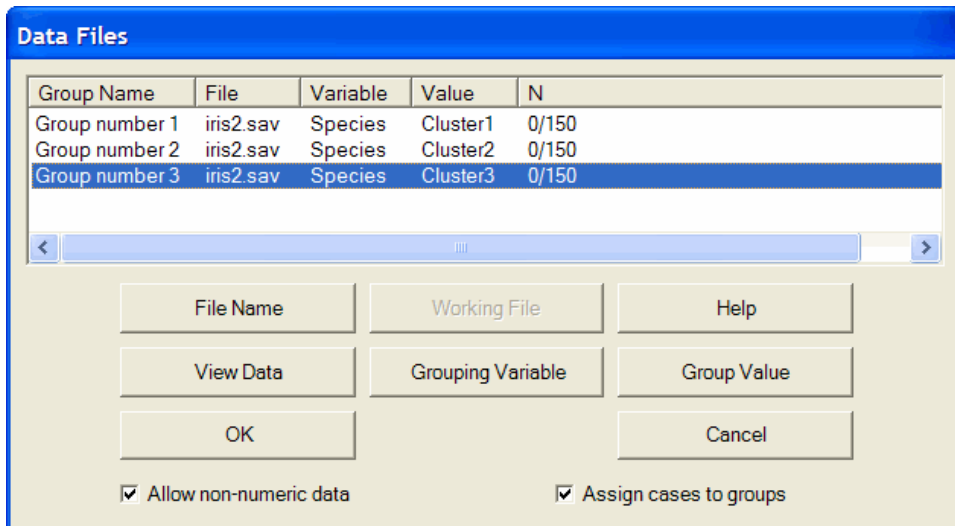 Data Files
Group Name File Variable Value N
Group number 1 iris2.sav Species Cluster1 0/150
Group number 2 iris2.sav Species Cluster2 0/150
Group number 3 iris2.sav Species Cluster3 0/150
File Name Working File Help
View Data Grouping Variable Group Value
OK Cancel
Allow non-numeric data Assign cases to groups